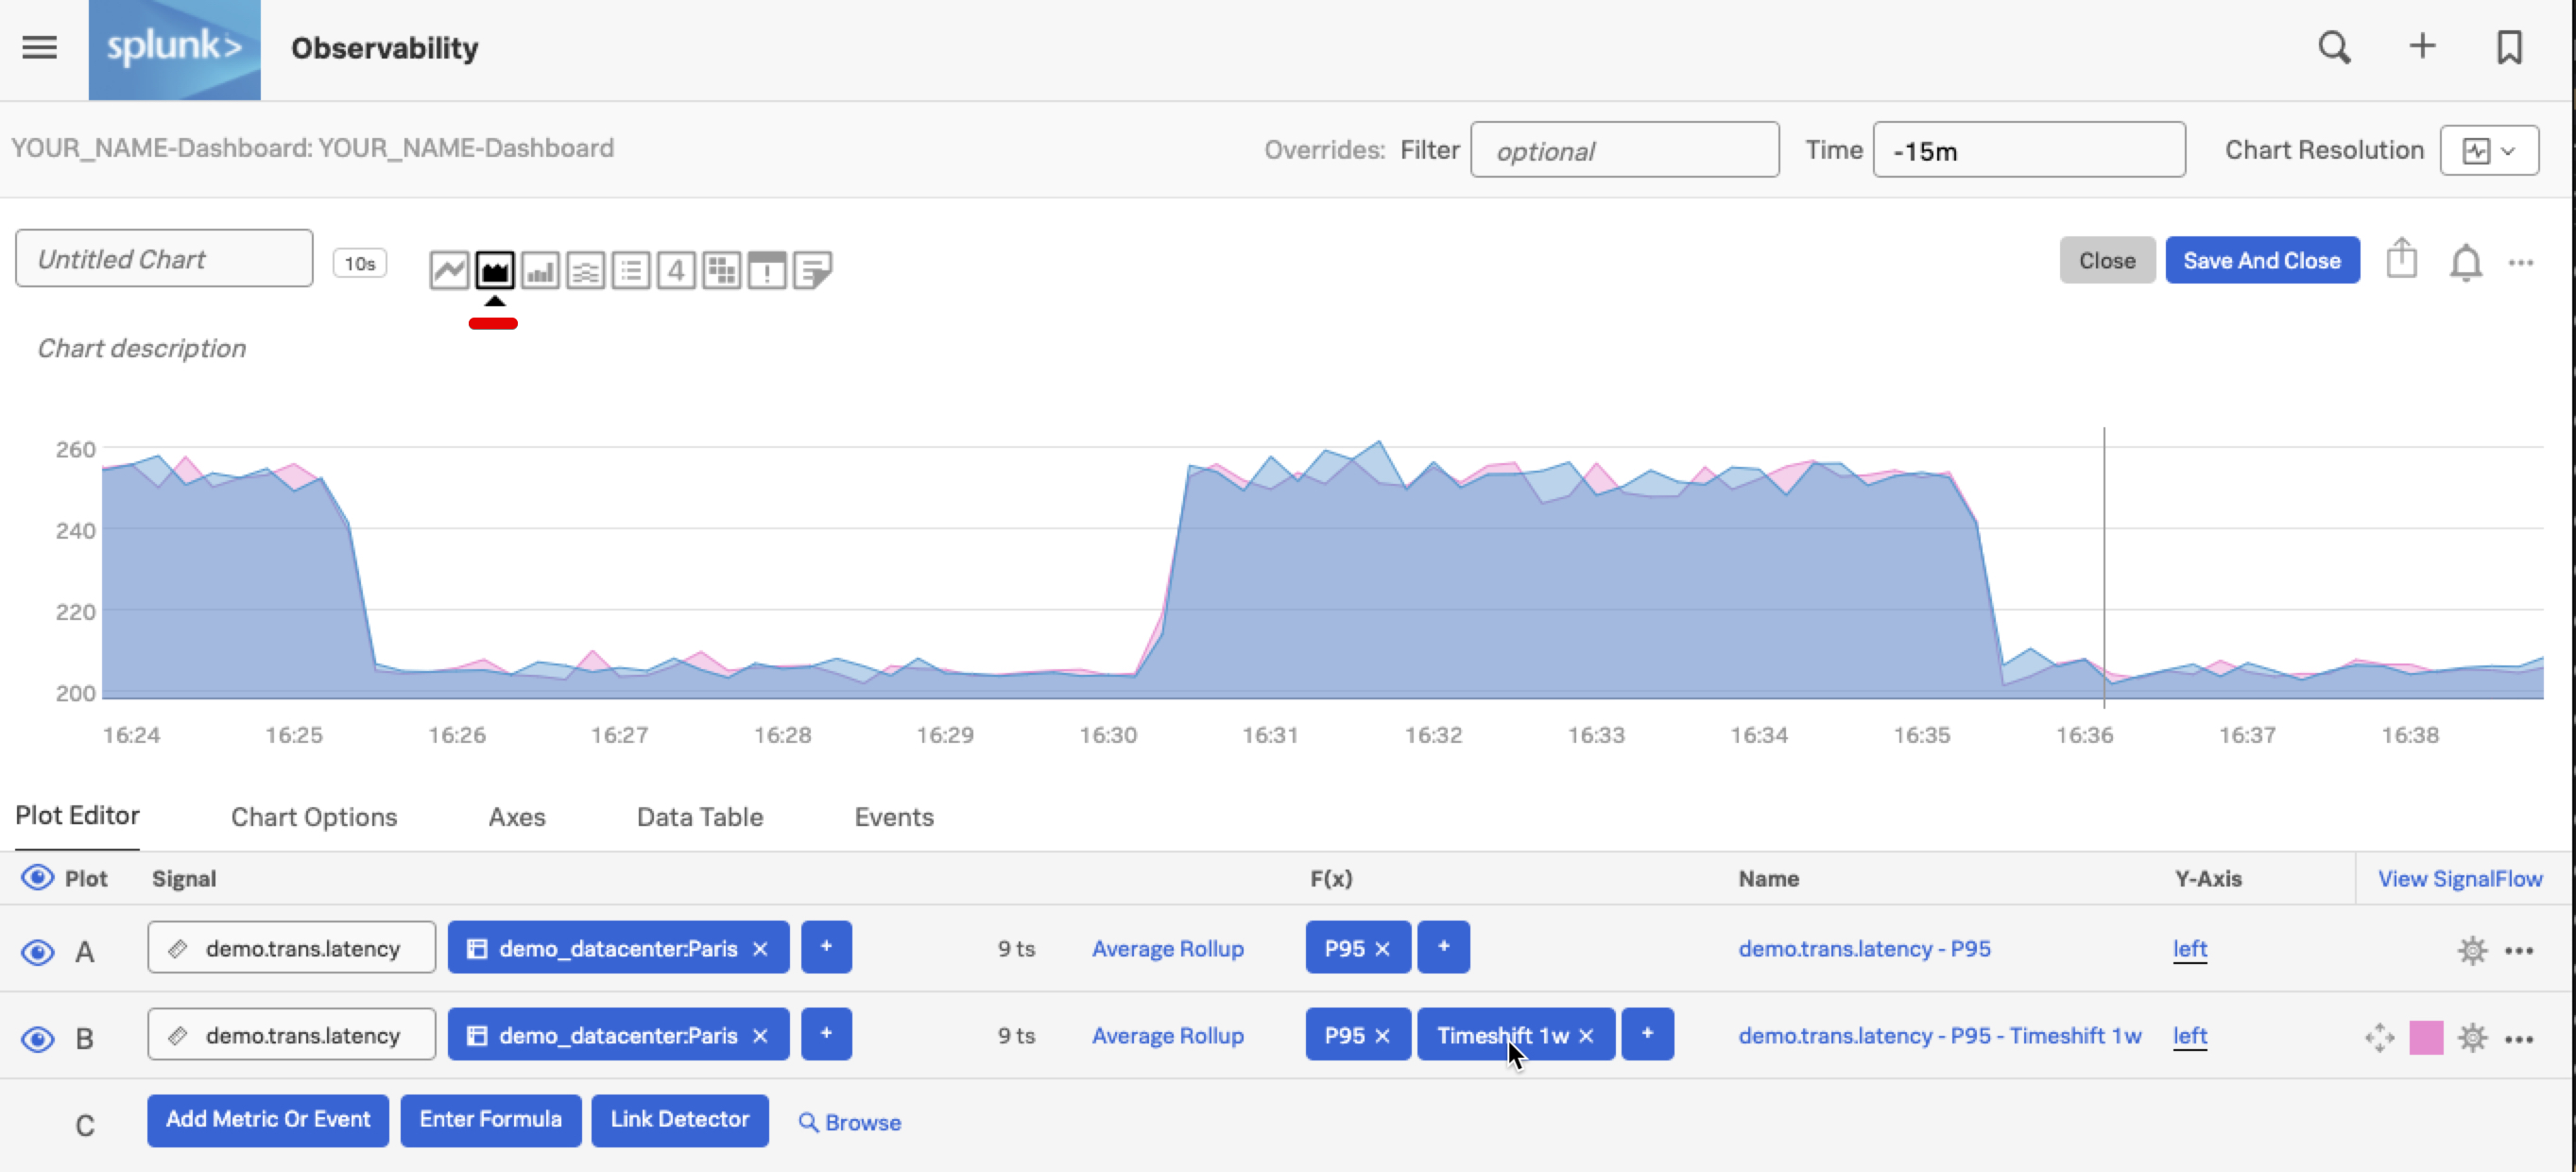 splunk> Observability
YOUR_NAME-Dashboard: YOUR_NAME-Dashboard Overrides: Filter optional Time -15m Chart Resolution
Untitled Chart 10s 4 ! Close Save And Close
Chart description
260
240
220
200
16:24 16:25 16:26 16:27 16:28 16:29 16:30 16:31 16:32 16:33 16:34 16:35 16:36 16:37 16:38
Plot Editor Chart Options Axes Data Table Events
Plot Signal F(x) Name Y-Axis View SignalFlow
A demo.trans.latency demo_datacenter:Paris × + 9 ts Average Rollup P95 × + demo.trans.latency - P95 left
B demo.trans.latency demo_datacenter:Paris × + 9 ts Average Rollup P95 × Timeshift 1w × + demo.trans.latency - P95 - Timeshift 1w left
C Add Metric Or Event Enter Formula Link Detector Browse